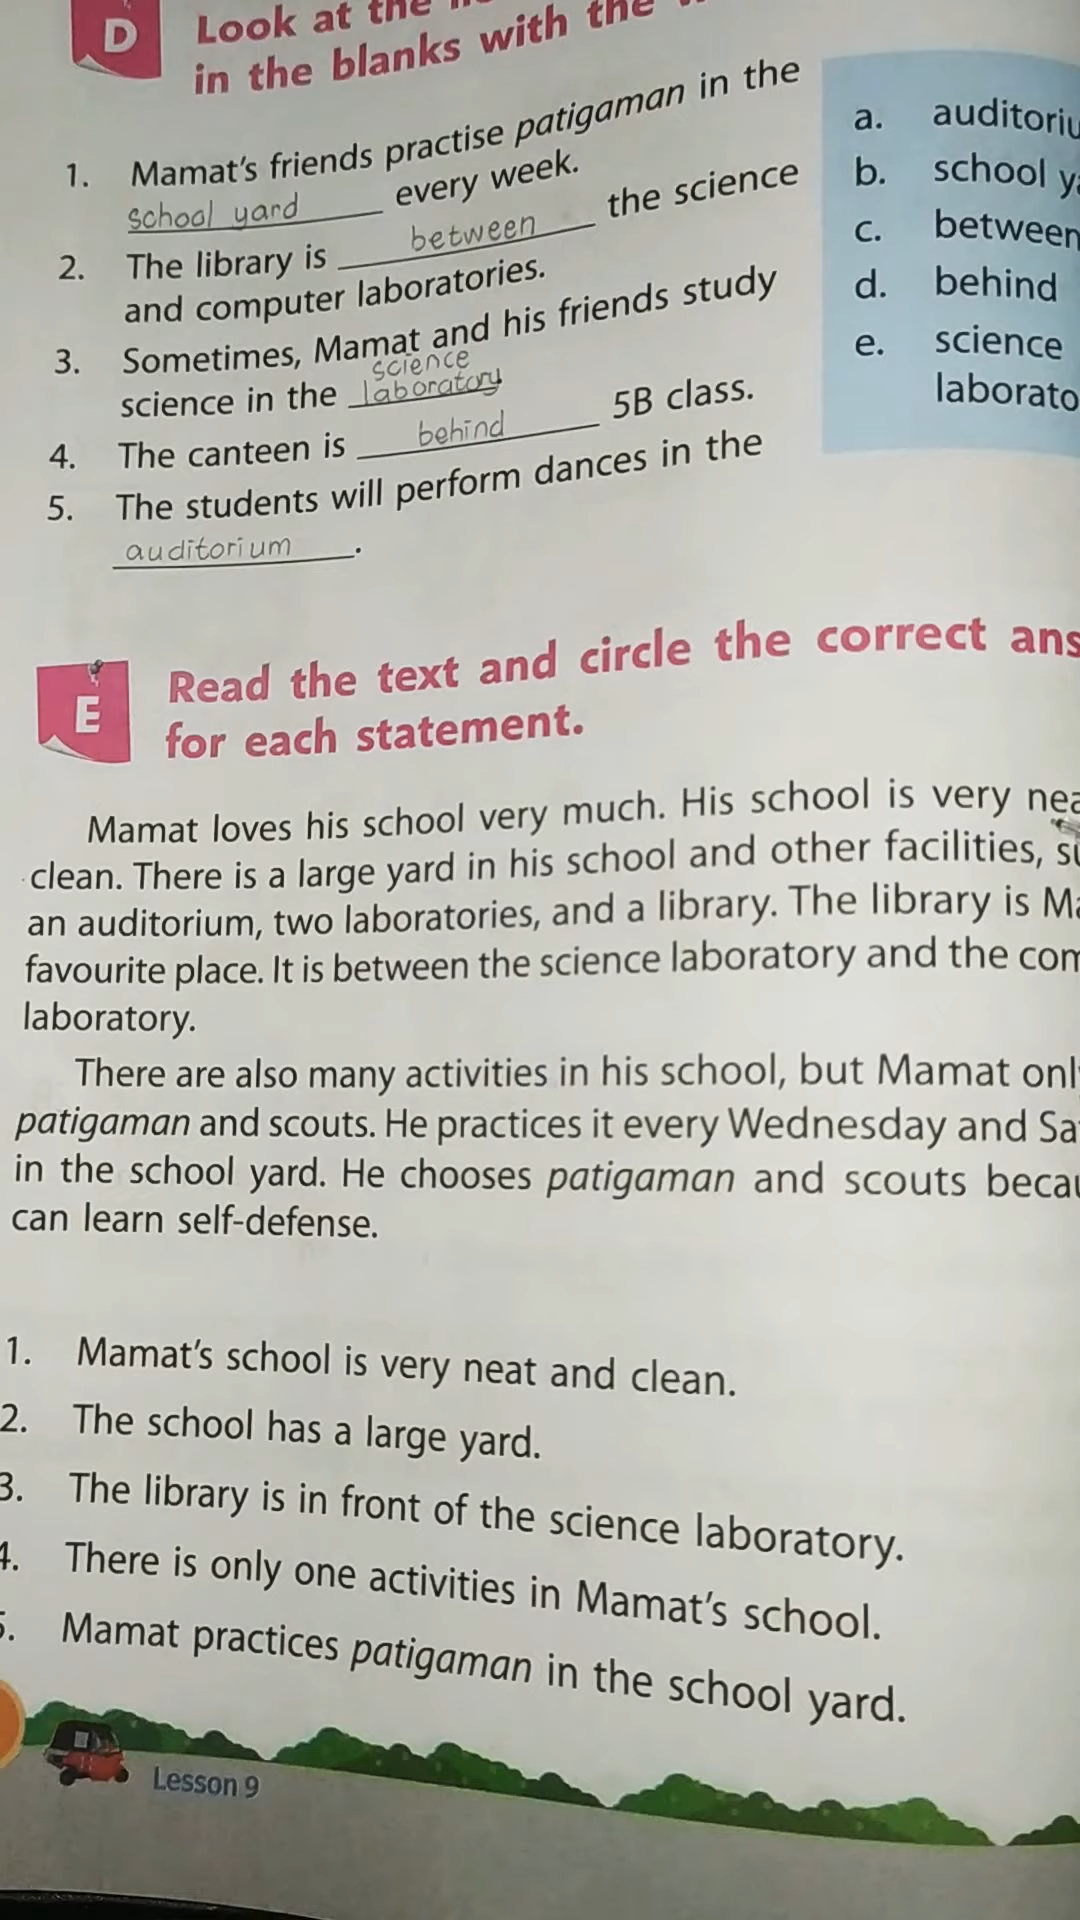 D Look at the
in the blanks with the
1. Mamat's friends practise patigaman in the
school yard every week.
2. The library is between the science
and computer laboratories.
3. Sometimes, Mamat and his friends study
science
science in the laboratory
4. The canteen is behind 5B class.
5. The students will perform dances in the
auditorium.
a. auditoriu
b. school ya
c. between
d. behind
e. science
laborato
E Read the text and circle the correct ans
for each statement.
Mamat loves his school very much. His school is very nea
clean. There is a large yard in his school and other facilities, su
an auditorium, two laboratories, and a library. The library is Ma
favourite place. It is between the science laboratory and the com
laboratory.
There are also many activities in his school, but Mamat onl
patigaman and scouts. He practices it every Wednesday and Sa
in the school yard. He chooses patigaman and scouts becau
can learn self-defense.
1. Mamat's school is very neat and clean.
2. The school has a large yard.
3. The library is in front of the science laboratory.
4. There is only one activities in Mamat's school.
5. Mamat practices patigaman in the school yard.
Lesson 9